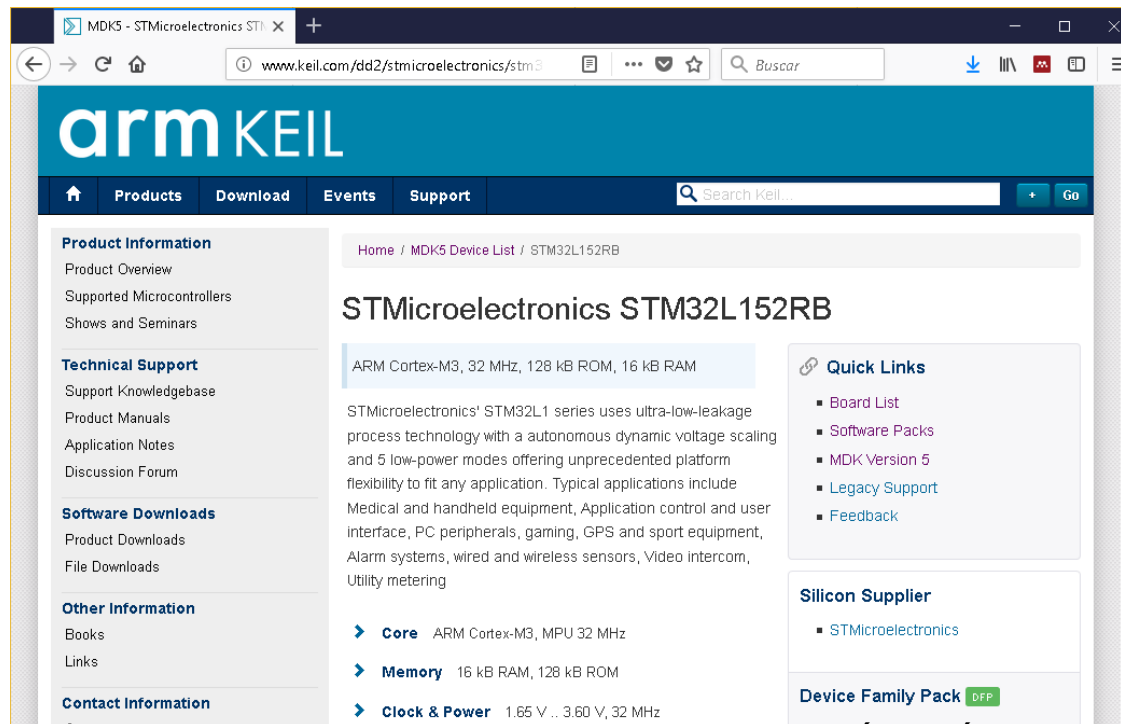 MDK5 - STMicroelectronics STM
www.keil.com/dd2/stmicroelectronics/stm3
Buscar
arm KEIL
Products Download Events Support
Search Keil...
+ Go
Product Information
Product Overview
Supported Microcontrollers
Shows and Seminars
Technical Support
Support Knowledgebase
Product Manuals
Application Notes
Discussion Forum
Software Downloads
Product Downloads
File Downloads
Other Information
Books
Links
Contact Information
Home / MDK5 Device List / STM32L152RB
STMicroelectronics STM32L152RB
ARM Cortex-M3, 32 MHz, 128 kB ROM, 16 kB RAM
STMicroelectronics' STM32L1 series uses ultra-low-leakage
process technology with a autonomous dynamic voltage scaling
and 5 low-power modes offering unprecedented platform
flexibility to fit any application. Typical applications include
Medical and handheld equipment, Application control and user
interface, PC peripherals, gaming, GPS and sport equipment,
Alarm systems, wired and wireless sensors, Video intercom,
Utility metering
Core ARM Cortex-M3, MPU 32 MHz
Memory 16 kB RAM, 128 kB ROM
Clock & Power 1.65 V .. 3.60 V, 32 MHz
Quick Links
Board List
Software Packs
MDK Version 5
Legacy Support
Feedback
Silicon Supplier
STMicroelectronics
Device Family Pack DFP